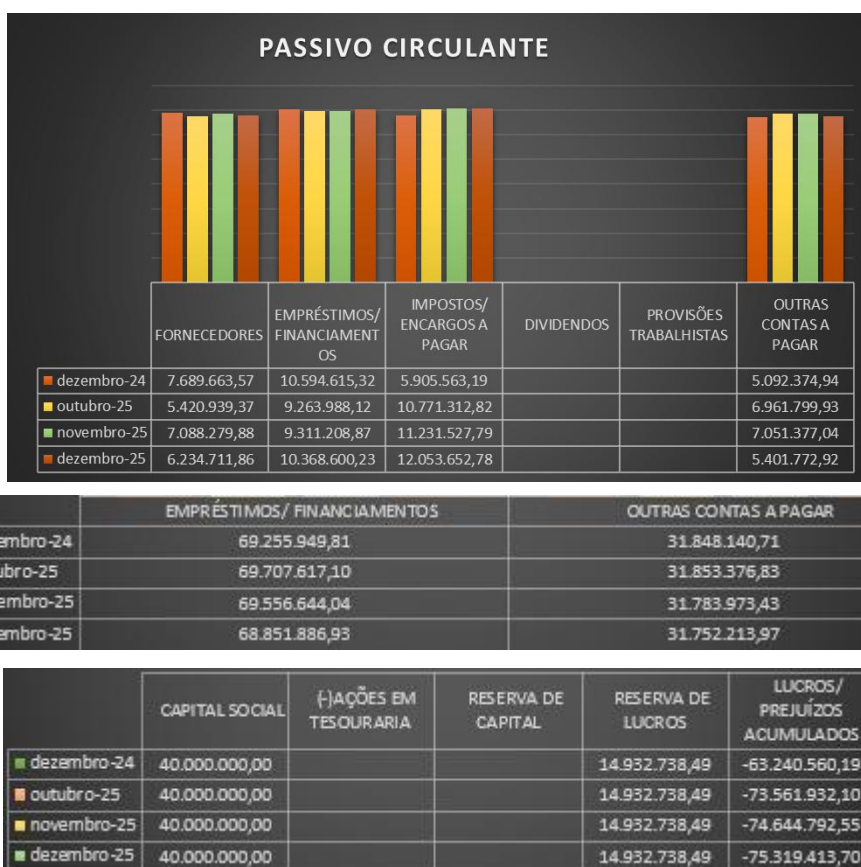 PASSIVO CIRCULANTE
FORNECEDORES EMPRÉSTIMOS/ FINANCIAMENTOS IMPOSTOS/ ENCARGOS A PAGAR DIVIDENDOS PROVISÕES TRABALHISTAS OUTRAS CONTAS A PAGAR
dezembro-24 7.689.663,57 10.594.615,32 5.905.563,19 5.092.374,94
outubro-25 5.420.939,37 9.263.988,12 10.771.312,82 6.961.799,93
novembro-25 7.088.279,88 9.311.208,87 11.231.527,79 7.051.377,04
dezembro-25 6.234.711,86 10.368.600,23 12.053.652,78 5.401.772,92
EMPRÉSTIMOS/ FINANCIAMENTOS OUTRAS CONTAS A PAGAR
embro-24 69.255.949,81 31.848.140,71
ubro-25 69.707.617,10 31.853.376,83
embro-25 69.556.644,04 31.783.973,43
embro-25 68.851.886,93 31.752.213,97
CAPITAL SOCIAL (-)AÇÕES EM TESOURARIA RESERVA DE CAPITAL RESERVA DE LUCROS LUCROS/ PREJUÍZOS ACUMULADOS
dezembro-24 40.000.000,00 14.932.738,49 -63.240.560,19
outubro-25 40.000.000,00 14.932.738,49 -73.561.932,10
novembro-25 40.000.000,00 14.932.738,49 -74.644.792,55
dezembro-25 40.000.000,00 14.932.738,49 -75.319.413,70